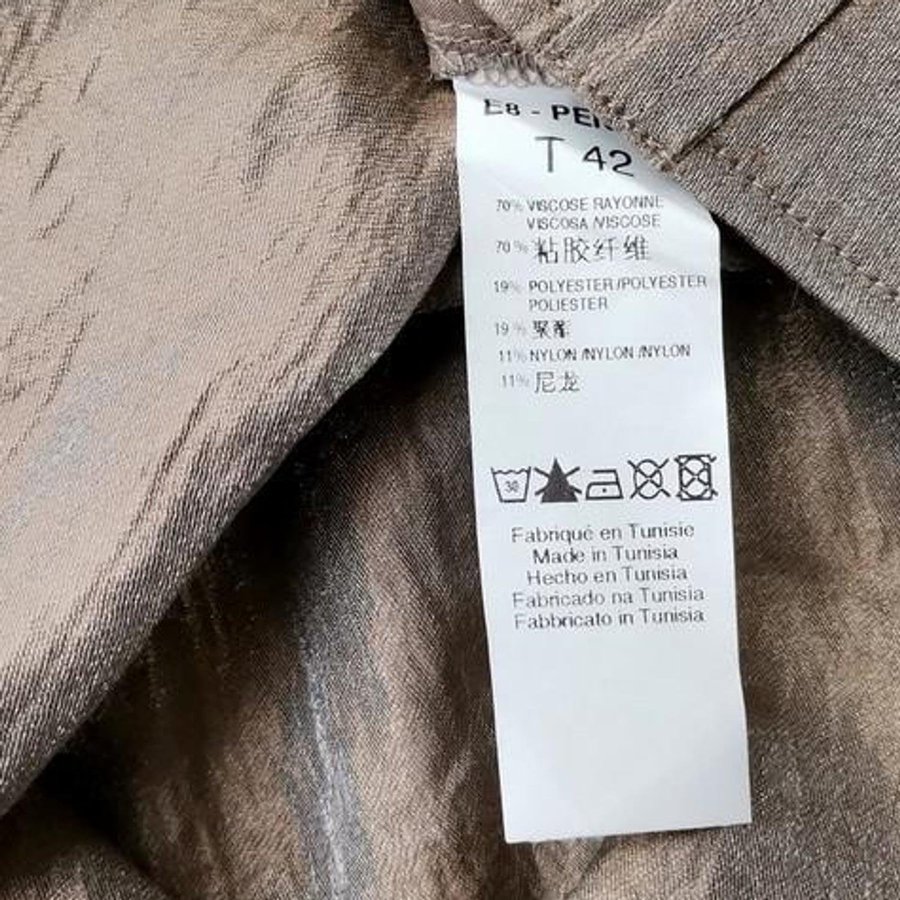 E8 -
T 42
70% VISCOSE RAYONNE
VISCOSA /VISCOSE
70% 粘胶纤维
19% POLYESTER /POLYESTER
POLIESTER
19% 聚酯
11% NYLON /NYLON /NYLON
11% 尼龙
30
Fabriqué en Tunisie
Made in Tunisia
Hecho en Tunisia
Fabricado na Tunisia
Fabbricato in Tunisia